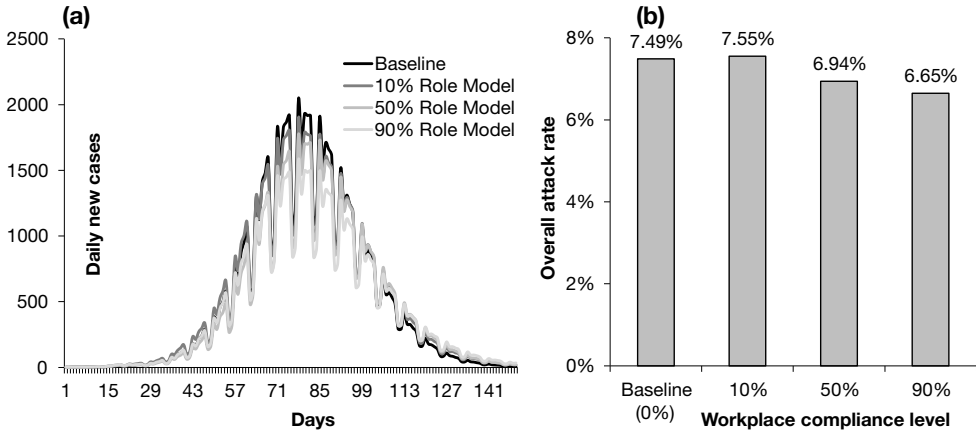 (a)
2500
2000
1500
1000
500
0
Daily new cases
Baseline
10% Role Model
50% Role Model
90% Role Model
1 15 29 43 57 71 85 99 113 127 141
Days
(b)
8%
6%
4%
2%
0%
Overall attack rate
7.49% 7.55% 6.94% 6.65%
Baseline 10% 50% 90%
(0%)
Workplace compliance level